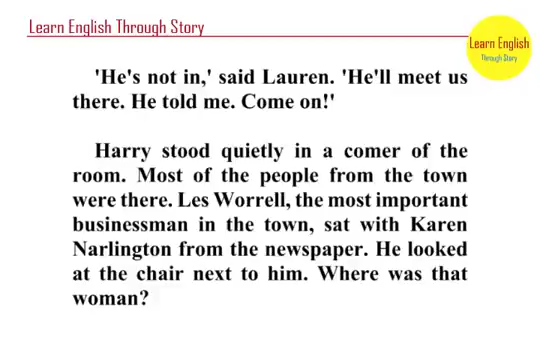 Learn English Through Story
Learn English
Through Story
'He's not in,' said Lauren. 'He'll meet us
there. He told me. Come on!'
Harry stood quietly in a comer of the
room. Most of the people from the town
were there. Les Worrell, the most important
businessman in the town, sat with Karen
Narlington from the newspaper. He looked
at the chair next to him. Where was that
woman?